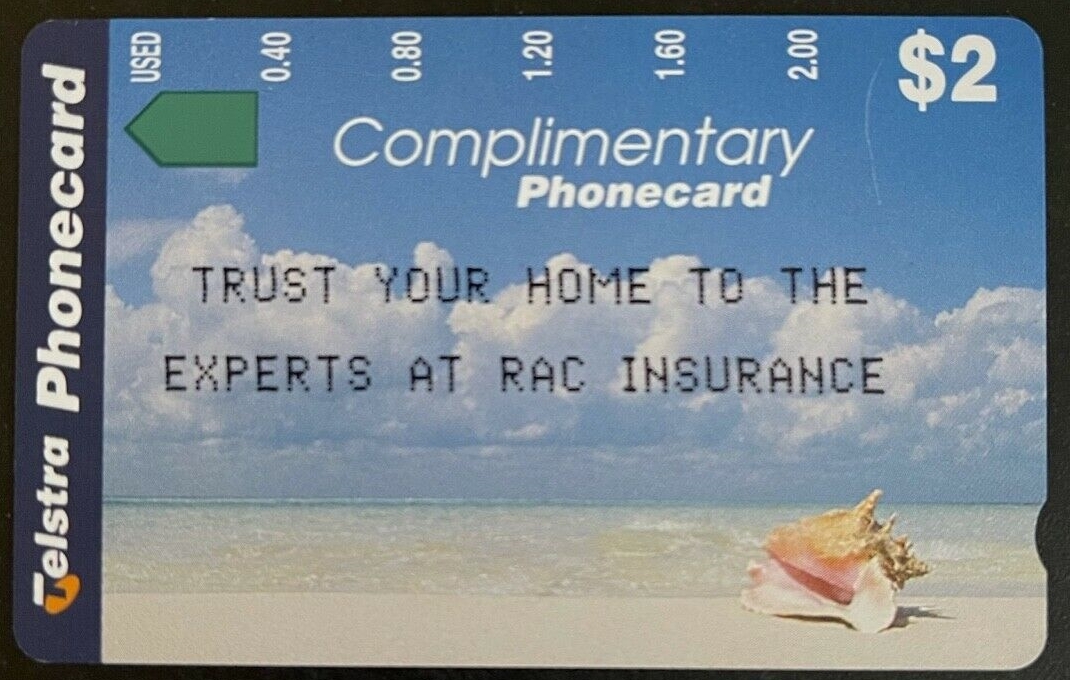 Telstra Phonecard
USED 0.40 0.80 1.20 1.60 2.00
$2
Complimentary
Phonecard
TRUST YOUR HOME TO THE
EXPERTS AT RAC INSURANCE